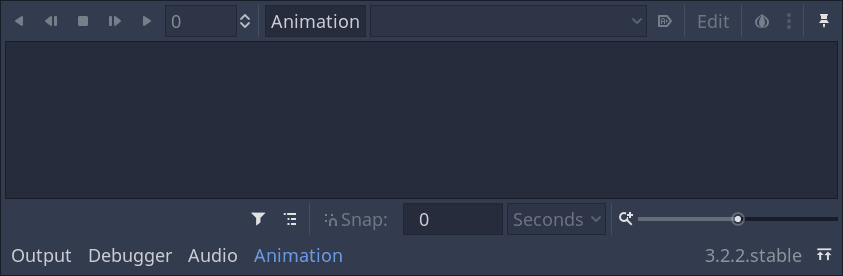 0 Animation Edit
Snap: 0 Seconds
Output Debugger Audio Animation 3.2.2.stable